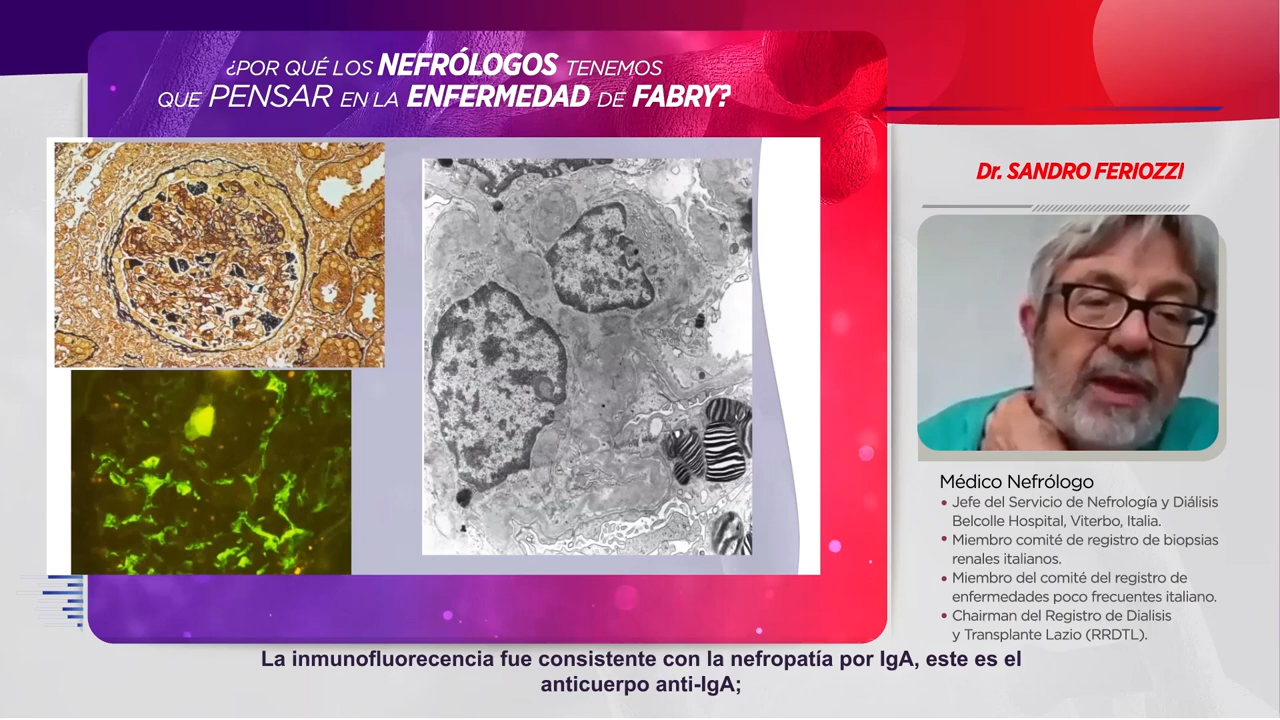 ¿POR QUÉ LOS NEFRÓLOGOS TENEMOS
QUE PENSAR EN LA ENFERMEDAD DE FABRY?
Dr. SANDRO FERIOZZI
Médico Nefrólogo
• Jefe del Servicio de Nefrología y Diálisis
Belcolle Hospital, Viterbo, Italia.
• Miembro comité de registro de biopsias
renales italianos.
• Miembro del comité del registro de
enfermedades poco frecuentes italiano.
• Chairman del Registro de Dialisis
y Transplante Lazio (RRDTL).
La inmunofluorecencia fue consistente con la nefropatía por IgA, este es el
anticuerpo anti-IgA;